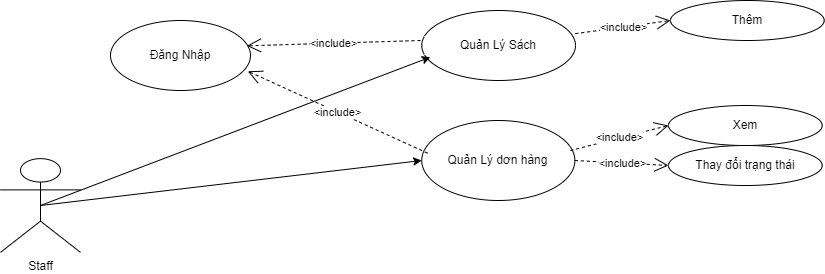 Thêm
Quản Lý Sách
<include>
<include>
Đăng Nhập
<include>
Xem
<include>
Quản Lý dơn hàng
<include>
Thay đổi trạng thái
Staff